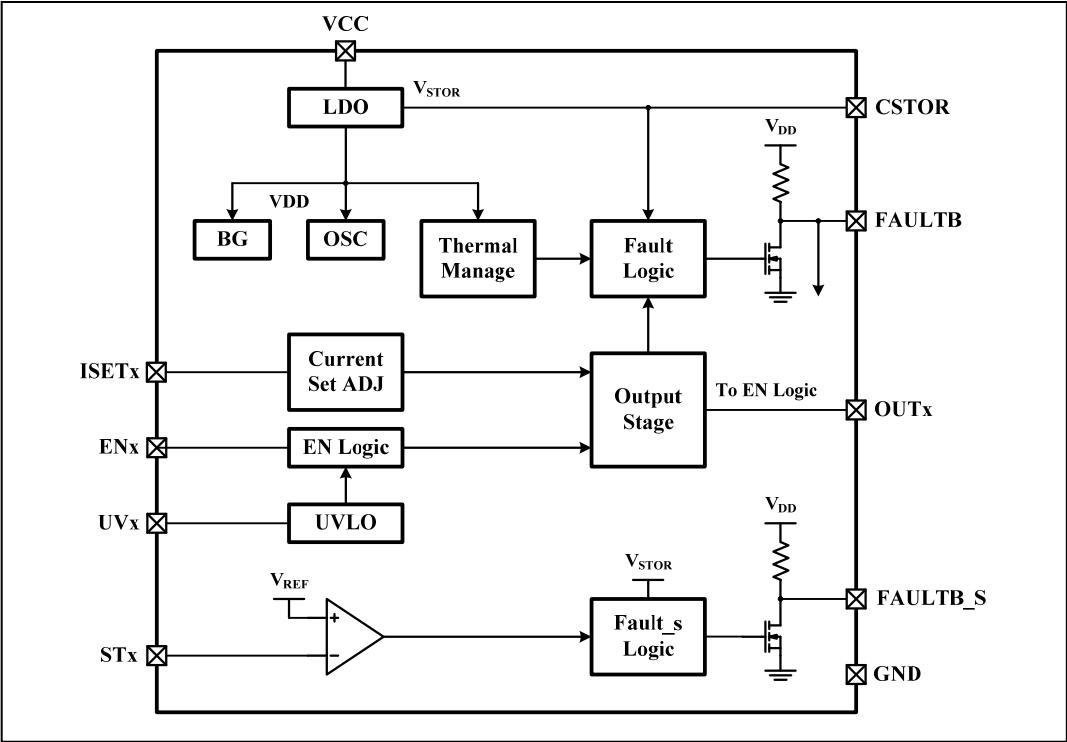 VCC
LDO
VSTOR
CSTOR
VDD
VDD
BG
OSC
Thermal
Manage
Fault
Logic
FAULTB
ISETx
Current
Set ADJ
Output
Stage
To EN Logic
OUTx
ENx
EN Logic
UVx
UVLO
VDD
VREF
+
−
STx
VSTOR
Fault_s
Logic
FAULTB_S
GND